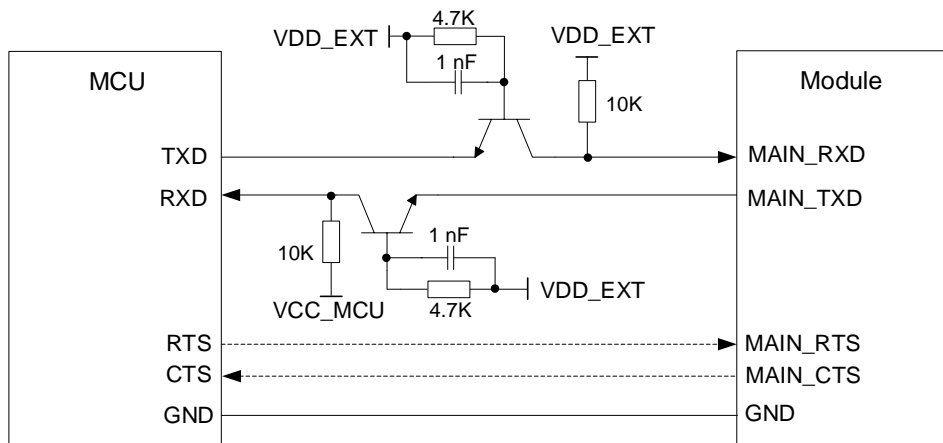 4.7K
VDD_EXT
VDD_EXT
1 nF
MCU
Module
10K
TXD
MAIN_RXD
RXD
MAIN_TXD
1 nF
10K
VDD_EXT
VCC_MCU
4.7K
RTS
MAIN_RTS
CTS
MAIN_CTS
GND
GND